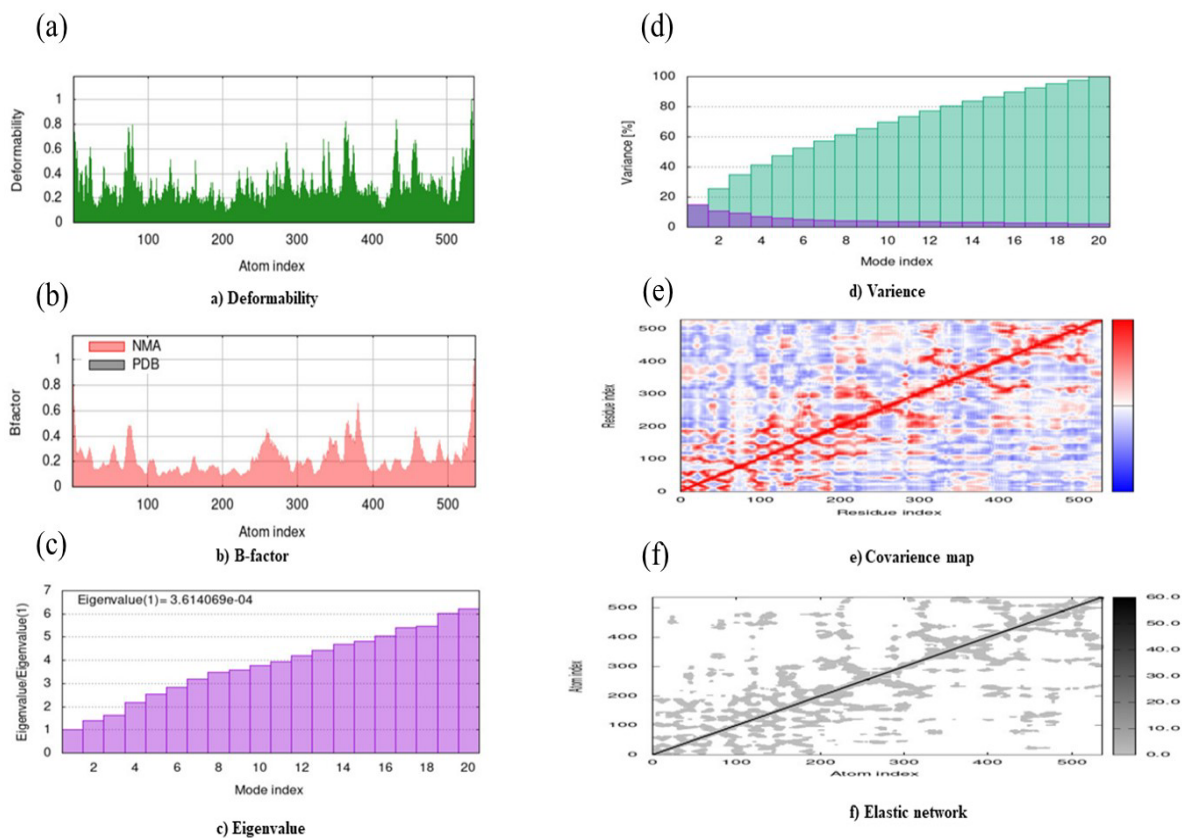 (a)
Deformability
1
0.8
0.6
0.4
0.2
0
100 200 300 400 500
Atom index
a) Deformability
(b)
NMA
PDB
Bfactor
1
0.8
0.6
0.4
0.2
0
100 200 300 400 500
Atom index
b) B-factor
(c)
Eigenvalue(1)= 3.614069e-04
Eigenvalue/Eigenvalue(1)
7
6
5
4
3
2
1
0
2 4 6 8 10 12 14 16 18 20
Mode index
c) Eigenvalue
(d)
Variance [%]
100
80
60
40
20
0
2 4 6 8 10 12 14 16 18 20
Mode index
d) Varience
(e)
Residue index
500
400
300
200
100
0
0 100 200 300 400 500
Residue index
e) Covarience map
(f)
Atom index
500
400
300
200
100
0
0 100 200 300 400 500
Atom index
60.0
50.0
40.0
30.0
20.0
10.0
0.0
f) Elastic network